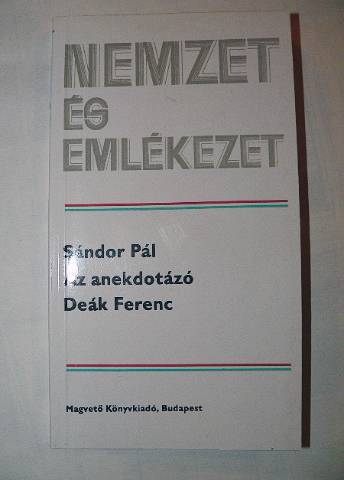 NEMZET
ÉS
EMLÉKEZET
Sándor Pál
Az anekdotázó
Deák Ferenc
Magvető Könyvkiadó, Budapest